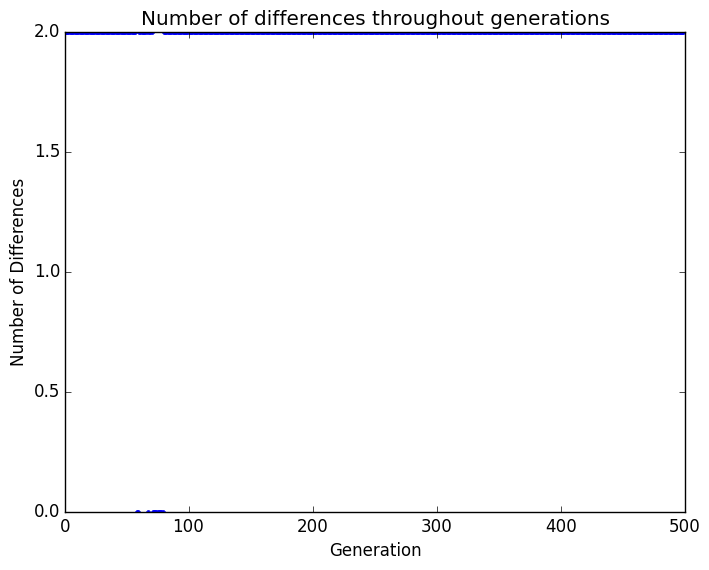 Number of differences throughout generations
2.0
1.5
1.0
0.5
0.0
Number of Differences
0 100 200 300 400 500
Generation